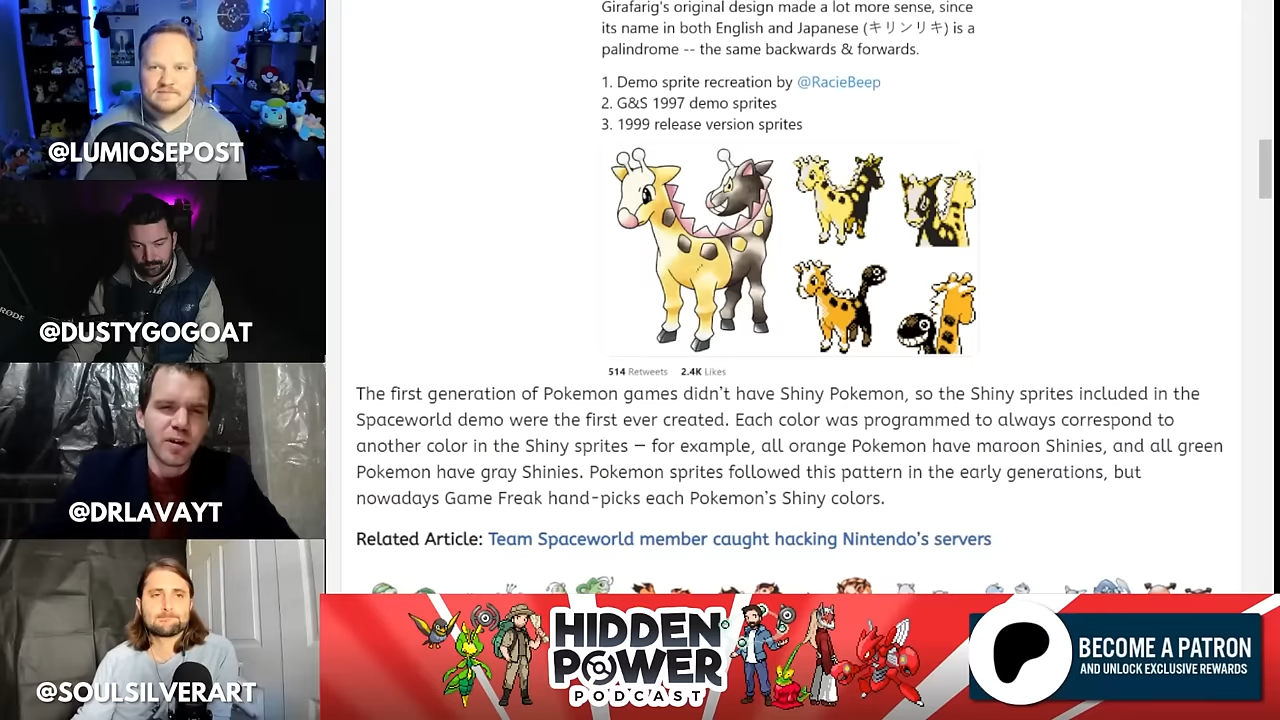 @LUMIOSEPOST
RODE
@DUSTYGOGOAT
@DRLAVAYT
@SOULSILVERART
Girafarig's original design made a lot more sense, since
its name in both English and Japanese (キリンリキ) is a
palindrome -- the same backwards & forwards.
1. Demo sprite recreation by @RacieBeep
2. G&S 1997 demo sprites
3. 1999 release version sprites
514 Retweets 2.4K Likes
The first generation of Pokemon games didn’t have Shiny Pokemon, so the Shiny sprites included in the
Spaceworld demo were the first ever created. Each color was programmed to always correspond to
another color in the Shiny sprites — for example, all orange Pokemon have maroon Shinies, and all green
Pokemon have gray Shinies. Pokemon sprites followed this pattern in the early generations, but
nowadays Game Freak hand-picks each Pokemon’s Shiny colors.
Related Article: Team Spaceworld member caught hacking Nintendo’s servers
HIDDEN
POWER
PODCAST
BECOME A PATRON
AND UNLOCK EXCLUSIVE REWARDS